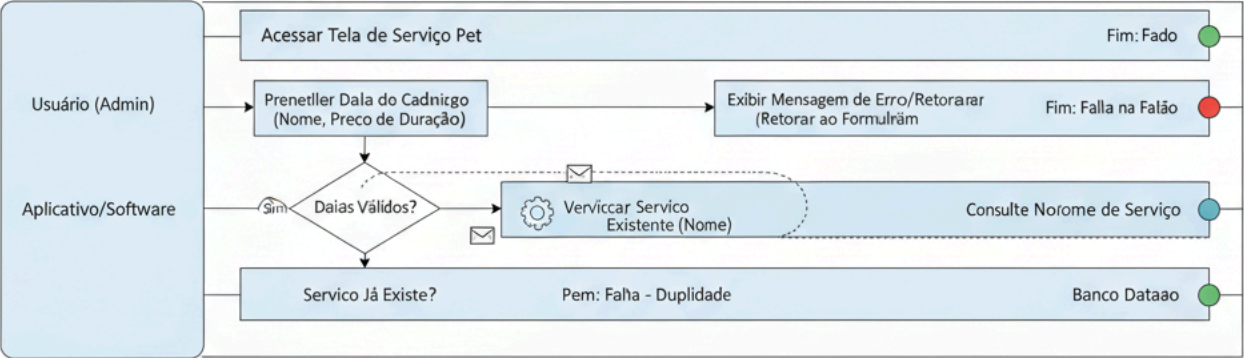 Acessar Tela de Serviço Pet
Fim: Fado
Usuário (Admin)
Prenetller Dala do Cadnicgo
(Nome, Preco de Duração)
Exibir Mensagem de Erro/Retorarar
(Retorar ao Formulräm
Fim: Falla na Falão
Aplicativo/Software
Sim
Daias Válidos?
Verviccar Servico
Existente (Nome)
Consulte Norome de Serviço
Servico Já Existe?
Pem: Falha - Duplidade
Banco Dataao